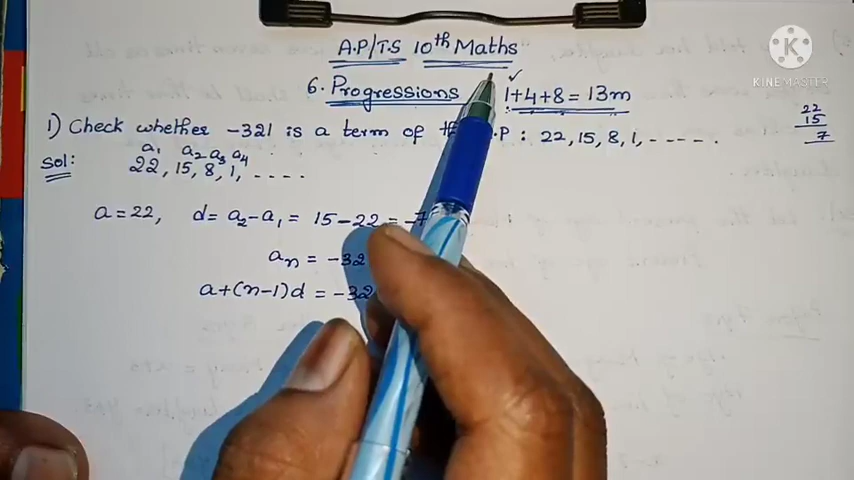 A.P/T.S 10th Maths
6. Progressions 1+4+8=13m
1) Check whether -321 is a term of A.P : 22, 15, 8, 1, -----.
22
15
7
a₁ a₂ a₃ a₄
Sol: 22, 15, 8, 1, ----.
a = 22, d = a₂-a₁ = 15-22 = -7
aₙ = -32
a+(n-1)d = -32
K
KINEMASTER